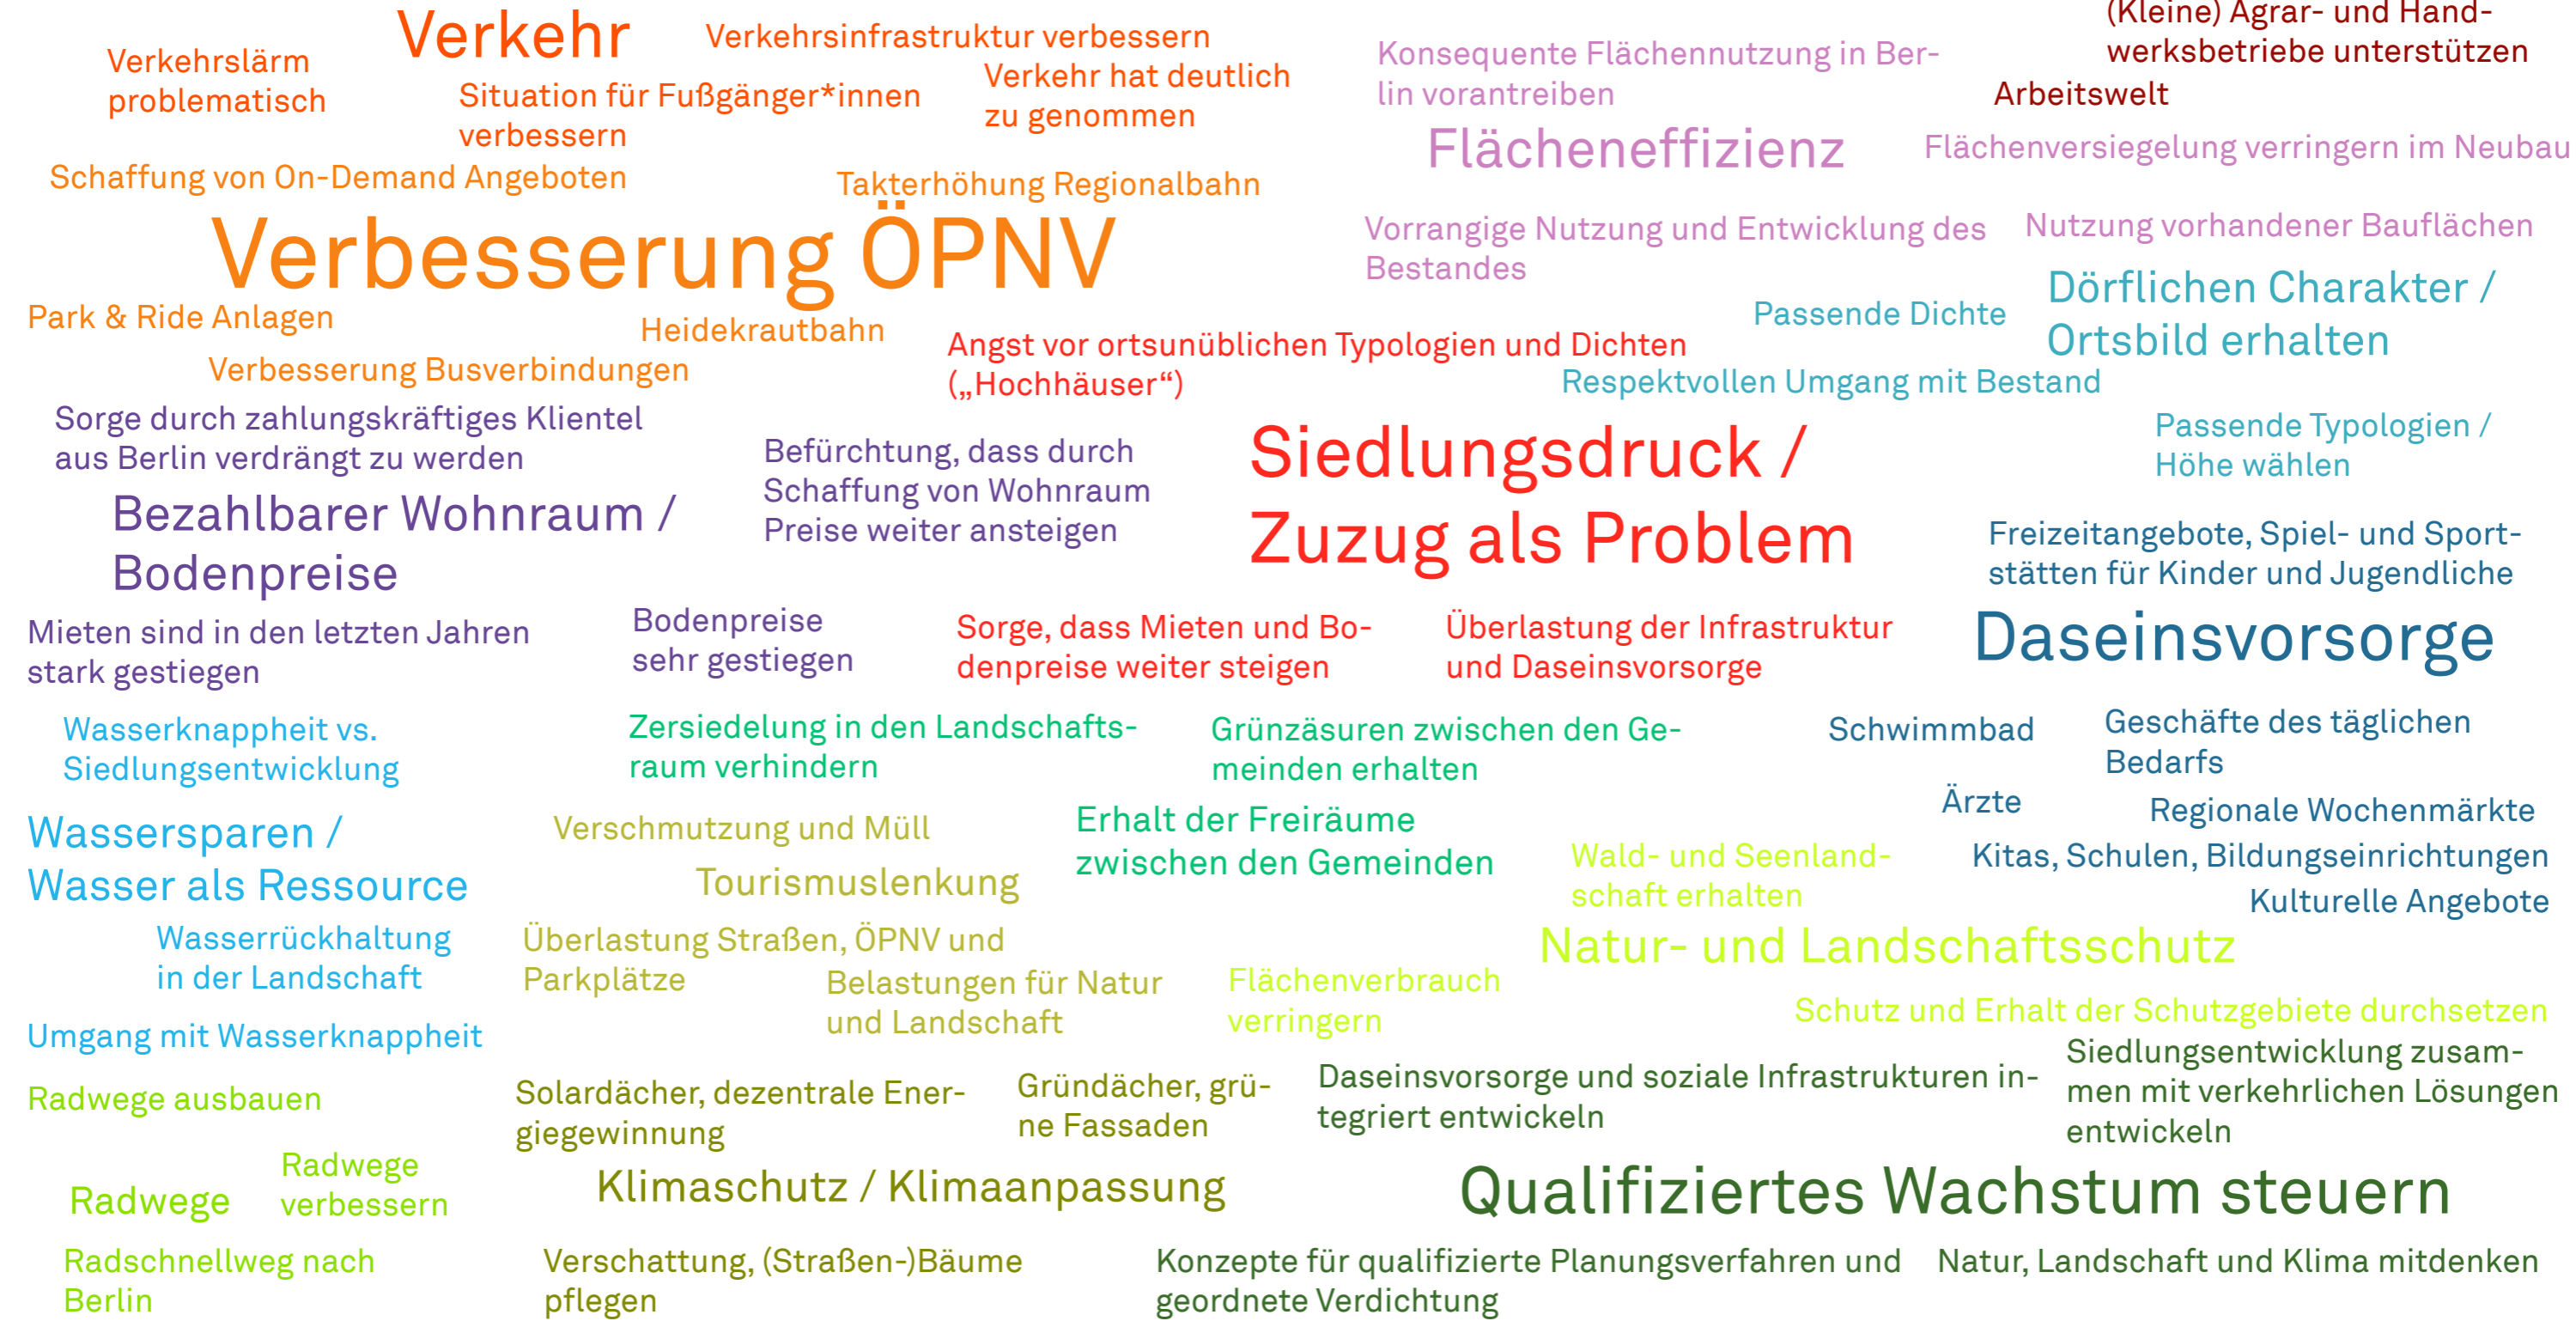 Verkehr
Verkehrslärm
problematisch
Verkehrsinfrastruktur verbessern
Situation für Fußgänger*innen
verbessern
Verkehr hat deutlich
zu genommen
Konsequente Flächennutzung in Ber-
lin vorantreiben
Flächeneffizienz
(Kleine) Agrar- und Hand-
werksbetriebe unterstützen
Arbeitswelt
Flächenversiegelung verringern im Neubau
Schaffung von On-Demand Angeboten
Takterhöhung Regionalbahn
Verbesserung ÖPNV
Park & Ride Anlagen
Heidekrautbahn
Verbesserung Busverbindungen
Vorrangige Nutzung und Entwicklung des
Bestandes
Nutzung vorhandener Bauflächen
Passende Dichte
Dörflichen Charakter /
Ortsbild erhalten
Angst vor ortsunüblichen Typologien und Dichten
(„Hochhäuser“)
Respektvollen Umgang mit Bestand
Passende Typologien /
Höhe wählen
Sorge durch zahlungskräftiges Klientel
aus Berlin verdrängt zu werden
Befürchtung, dass durch
Schaffung von Wohnraum
Preise weiter ansteigen
Bezahlbarer Wohnraum /
Bodenpreise
Siedlungsdruck /
Zuzug als Problem
Freizeitangebote, Spiel- und Sport-
stätten für Kinder und Jugendliche
Daseinsvorsorge
Mieten sind in den letzten Jahren
stark gestiegen
Bodenpreise
sehr gestiegen
Sorge, dass Mieten und Bo-
denpreise weiter steigen
Überlastung der Infrastruktur
und Daseinsvorsorge
Wasserknappheit vs.
Siedlungsentwicklung
Zersiedelung in den Landschafts-
raum verhindern
Grünzäsuren zwischen den Ge-
meinden erhalten
Schwimmbad
Geschäfte des täglichen
Bedarfs
Ärzte
Regionale Wochenmärkte
Wassersparen /
Wasser als Ressource
Verschmutzung und Müll
Tourismuslenkung
Erhalt der Freiräume
zwischen den Gemeinden
Wald- und Seenland-
schaft erhalten
Kitas, Schulen, Bildungseinrichtungen
Kulturelle Angebote
Wasserrückhaltung
in der Landschaft
Überlastung Straßen, ÖPNV und
Parkplätze
Belastungen für Natur
und Landschaft
Flächenverbrauch
verringern
Natur- und Landschaftsschutz
Schutz und Erhalt der Schutzgebiete durchsetzen
Umgang mit Wasserknappheit
Radwege ausbauen
Solardächer, dezentrale Ener-
giegewinnung
Gründächer, grü-
ne Fassaden
Daseinsvorsorge und soziale Infrastrukturen in-
tegriert entwickeln
Siedlungsentwicklung zusam-
men mit verkehrlichen Lösungen
entwickeln
Radwege
Radwege
verbessern
Klimaschutz / Klimaanpassung
Qualifiziertes Wachstum steuern
Radschnellweg nach
Berlin
Verschattung, (Straßen-)Bäume
pflegen
Konzepte für qualifizierte Planungsverfahren und
geordnete Verdichtung
Natur, Landschaft und Klima mitdenken